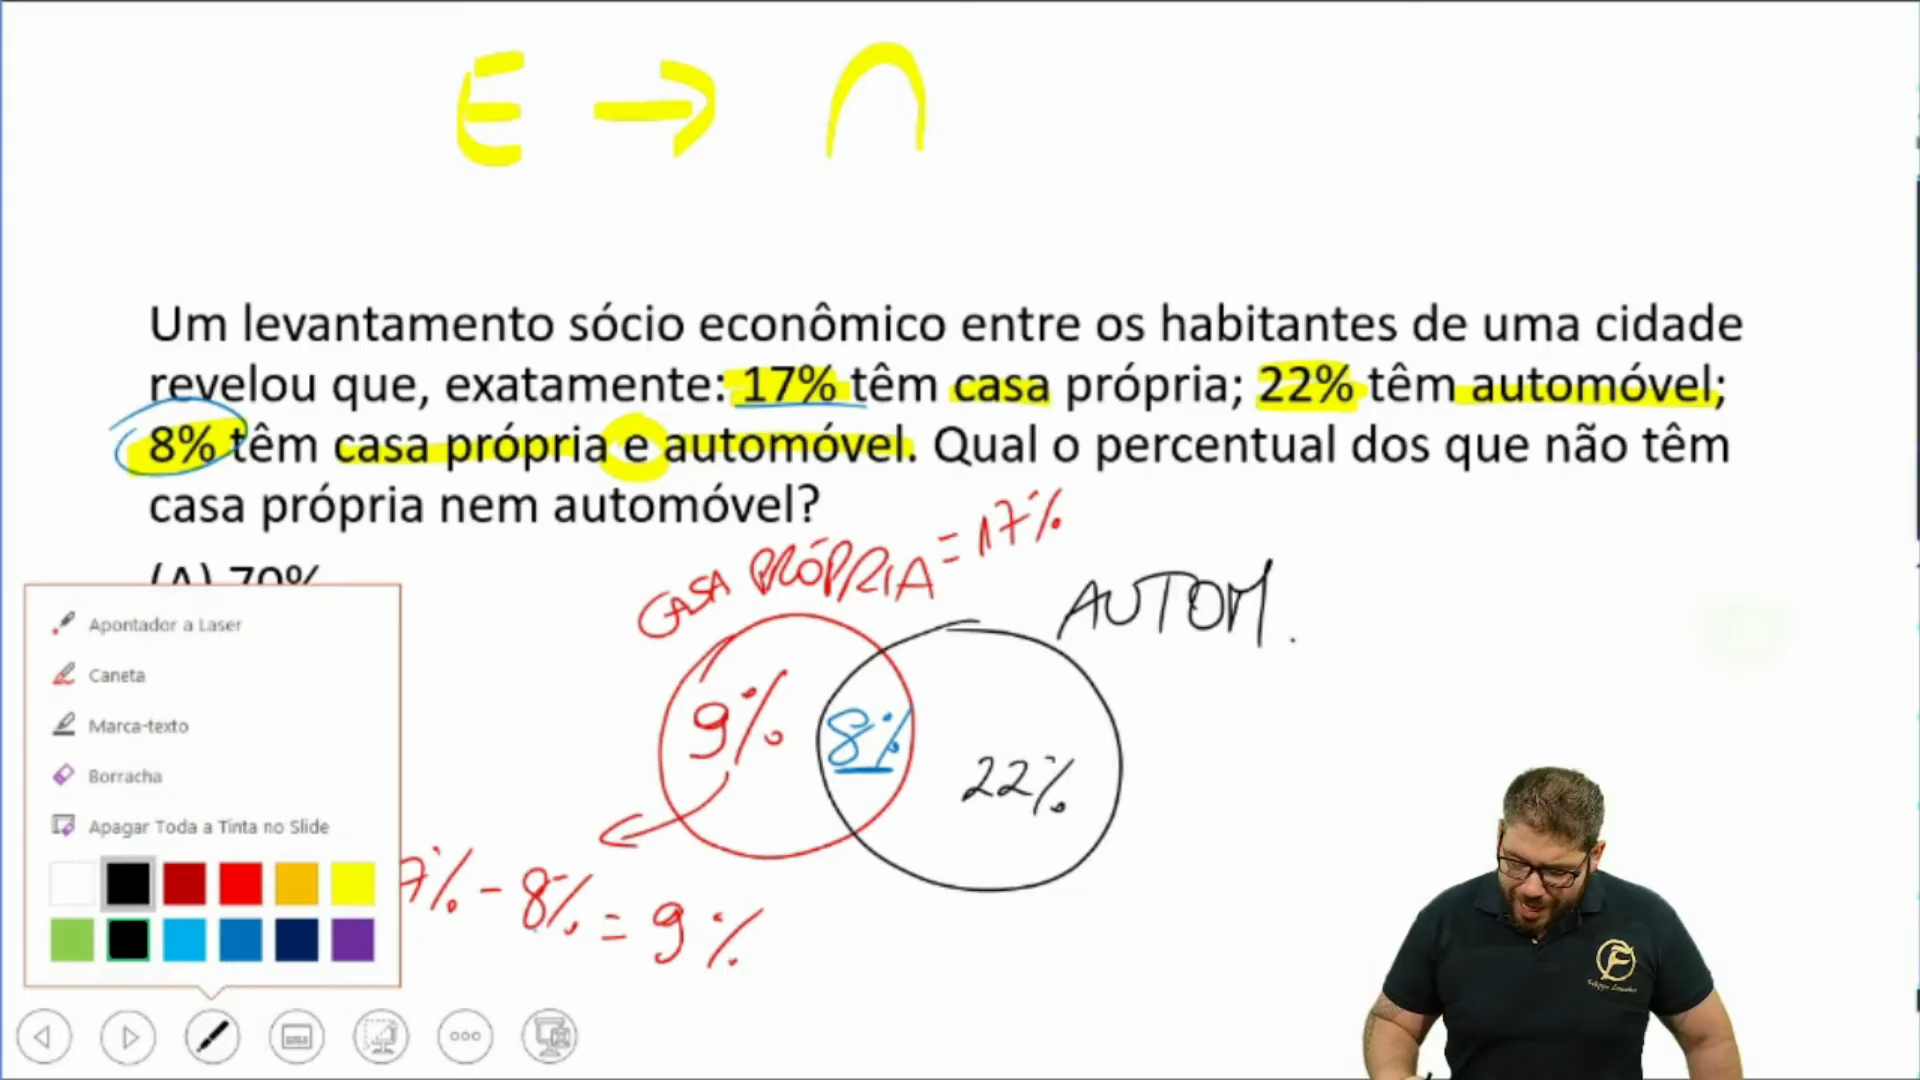 E → ∩
Um levantamento sócio econômico entre os habitantes de uma cidade
revelou que, exatamente: 17% têm casa própria; 22% têm automóvel;
8% têm casa própria e automóvel. Qual o percentual dos que não têm
casa própria nem automóvel?
(A) 70%
CASA PRÓPRIA = 17%
AUTOM.
9%
8%
22%
7% - 8% = 9%
Apontador a Laser
Caneta
Marca-texto
Borracha
Apagar Toda a Tinta no Slide